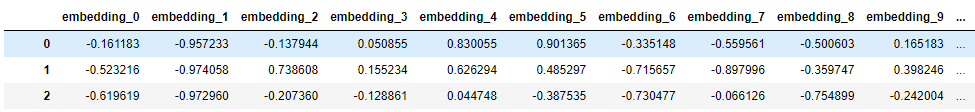 embedding_0 embedding_1 embedding_2 embedding_3 embedding_4 embedding_5 embedding_6 embedding_7 embedding_8 embedding_9 ...
0 -0.161183 -0.957233 -0.137944 0.050855 0.830055 0.901365 -0.335148 -0.559561 -0.500603 0.165183 ...
1 -0.523216 -0.974058 0.738608 0.155234 0.626294 0.485297 -0.715657 -0.897996 -0.359747 0.398246 ...
2 -0.619619 -0.972960 -0.207360 -0.128861 0.044748 -0.387535 -0.730477 -0.066126 -0.754899 -0.242004 ...